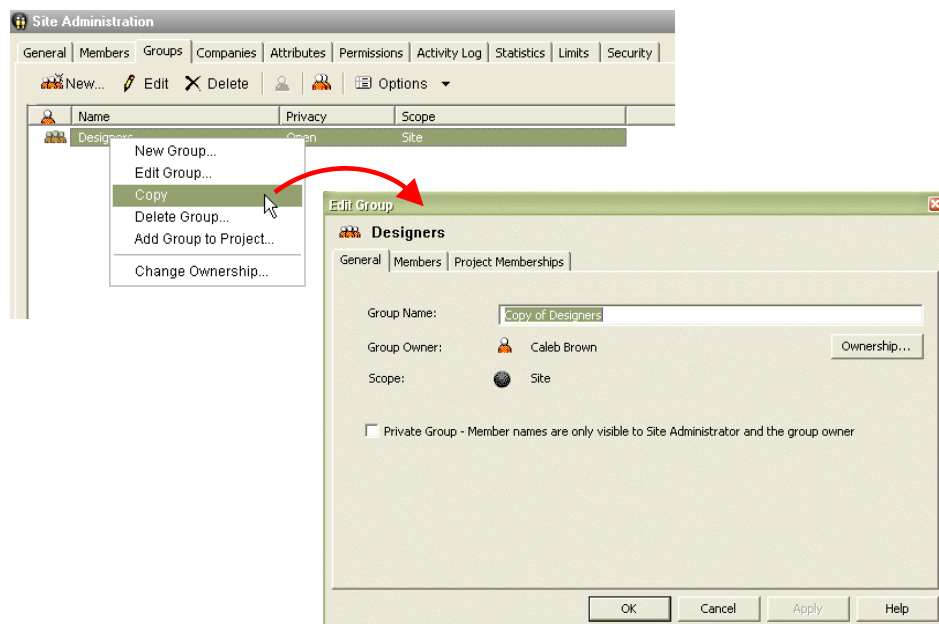 Site Administration
General Members Groups Companies Attributes Permissions Activity Log Statistics Limits Security
New... Edit Delete Options
Name Privacy Scope
Designers Open Site
New Group...
Edit Group...
Copy
Delete Group...
Add Group to Project...
Change Ownership...
Edit Group
Designers
General Members Project Memberships
Group Name: Copy of Designers
Group Owner: Caleb Brown Ownership...
Scope: Site
Private Group - Member names are only visible to Site Administrator and the group owner
OK Cancel Apply Help